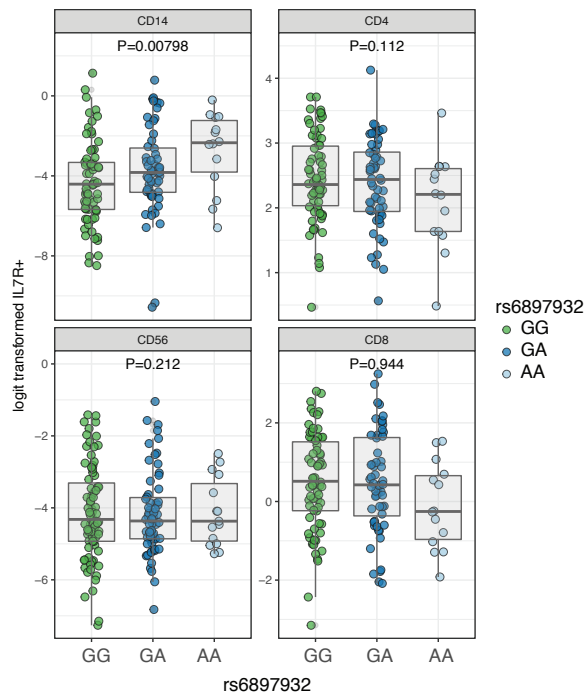 CD14
CD4
P=0.00798
P=0.112
0
−4
−8
4
3
2
1
logit transformed IL7R+
CD56
CD8
P=0.212
P=0.944
0
−2
−4
−6
2
0
−2
GG GA AA
GG GA AA
rs6897932
rs6897932
GG
GA
AA